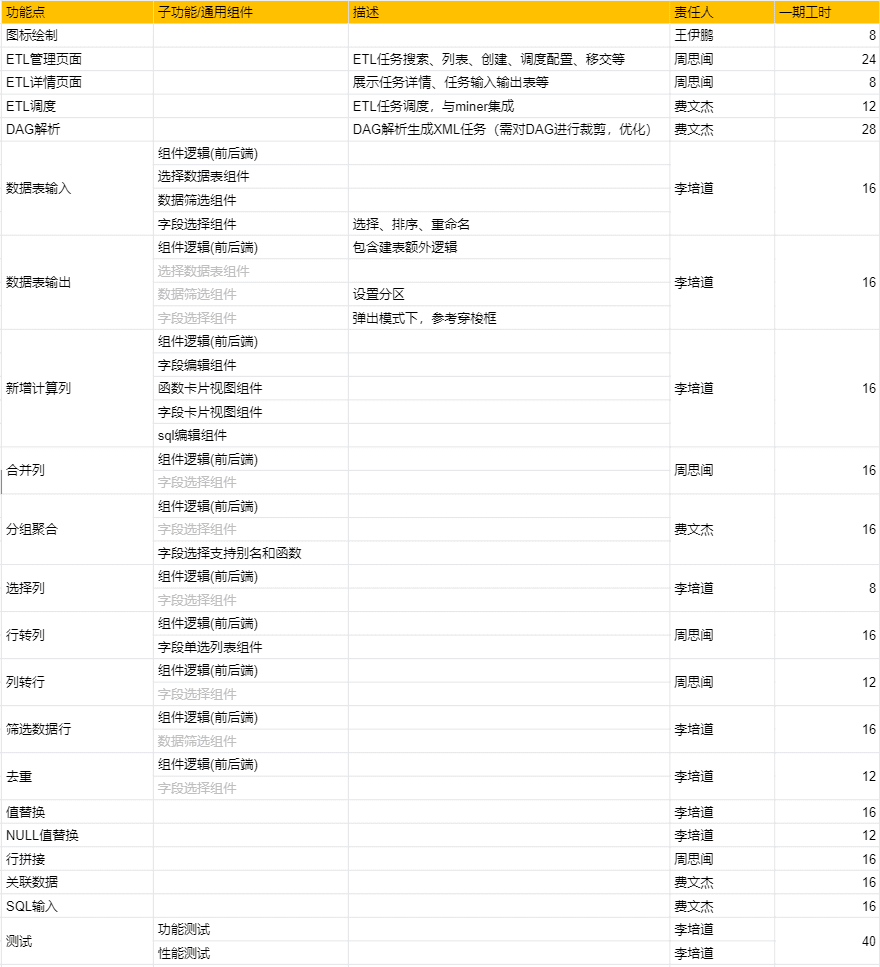 功能点 子功能/通用组件 描述 责任人 一期工时
图标绘制 王伊鹏 8
ETL管理页面 ETL任务搜索、列表、创建、调度配置、移交等 周思闽 24
ETL详情页面 展示任务详情、任务输入输出表等 周思闽 8
ETL调度 ETL任务调度，与miner集成 费文杰 12
DAG解析 DAG解析生成XML任务（需对DAG进行裁剪，优化） 费文杰 28
组件逻辑(前后端)
选择数据表组件
数据表输入 李培道 16
数据筛选组件
字段选择组件 选择、排序、重命名
组件逻辑(前后端) 包含建表额外逻辑
选择数据表组件
数据表输出 李培道 16
数据筛选组件 设置分区
字段选择组件 弹出模式下，参考穿梭框
组件逻辑(前后端)
字段编辑组件
新增计算列 函数卡片视图组件 李培道 16
字段卡片视图组件
sql编辑组件
组件逻辑(前后端)
合并列 周思闽 16
字段选择组件
组件逻辑(前后端)
分组聚合 字段选择组件 费文杰 16
字段选择支持别名和函数
组件逻辑(前后端)
选择列 李培道 8
字段选择组件
组件逻辑(前后端)
行转列 周思闽 16
字段单选列表组件
组件逻辑(前后端)
列转行 周思闽 12
字段选择组件
组件逻辑(前后端)
筛选数据行 李培道 16
数据筛选组件
组件逻辑(前后端)
去重 李培道 12
字段选择组件
值替换 李培道 16
NULL值替换 李培道 12
行拼接 周思闽 16
关联数据 费文杰 16
SQL输入 费文杰 16
功能测试 李培道
测试 40
性能测试 李培道